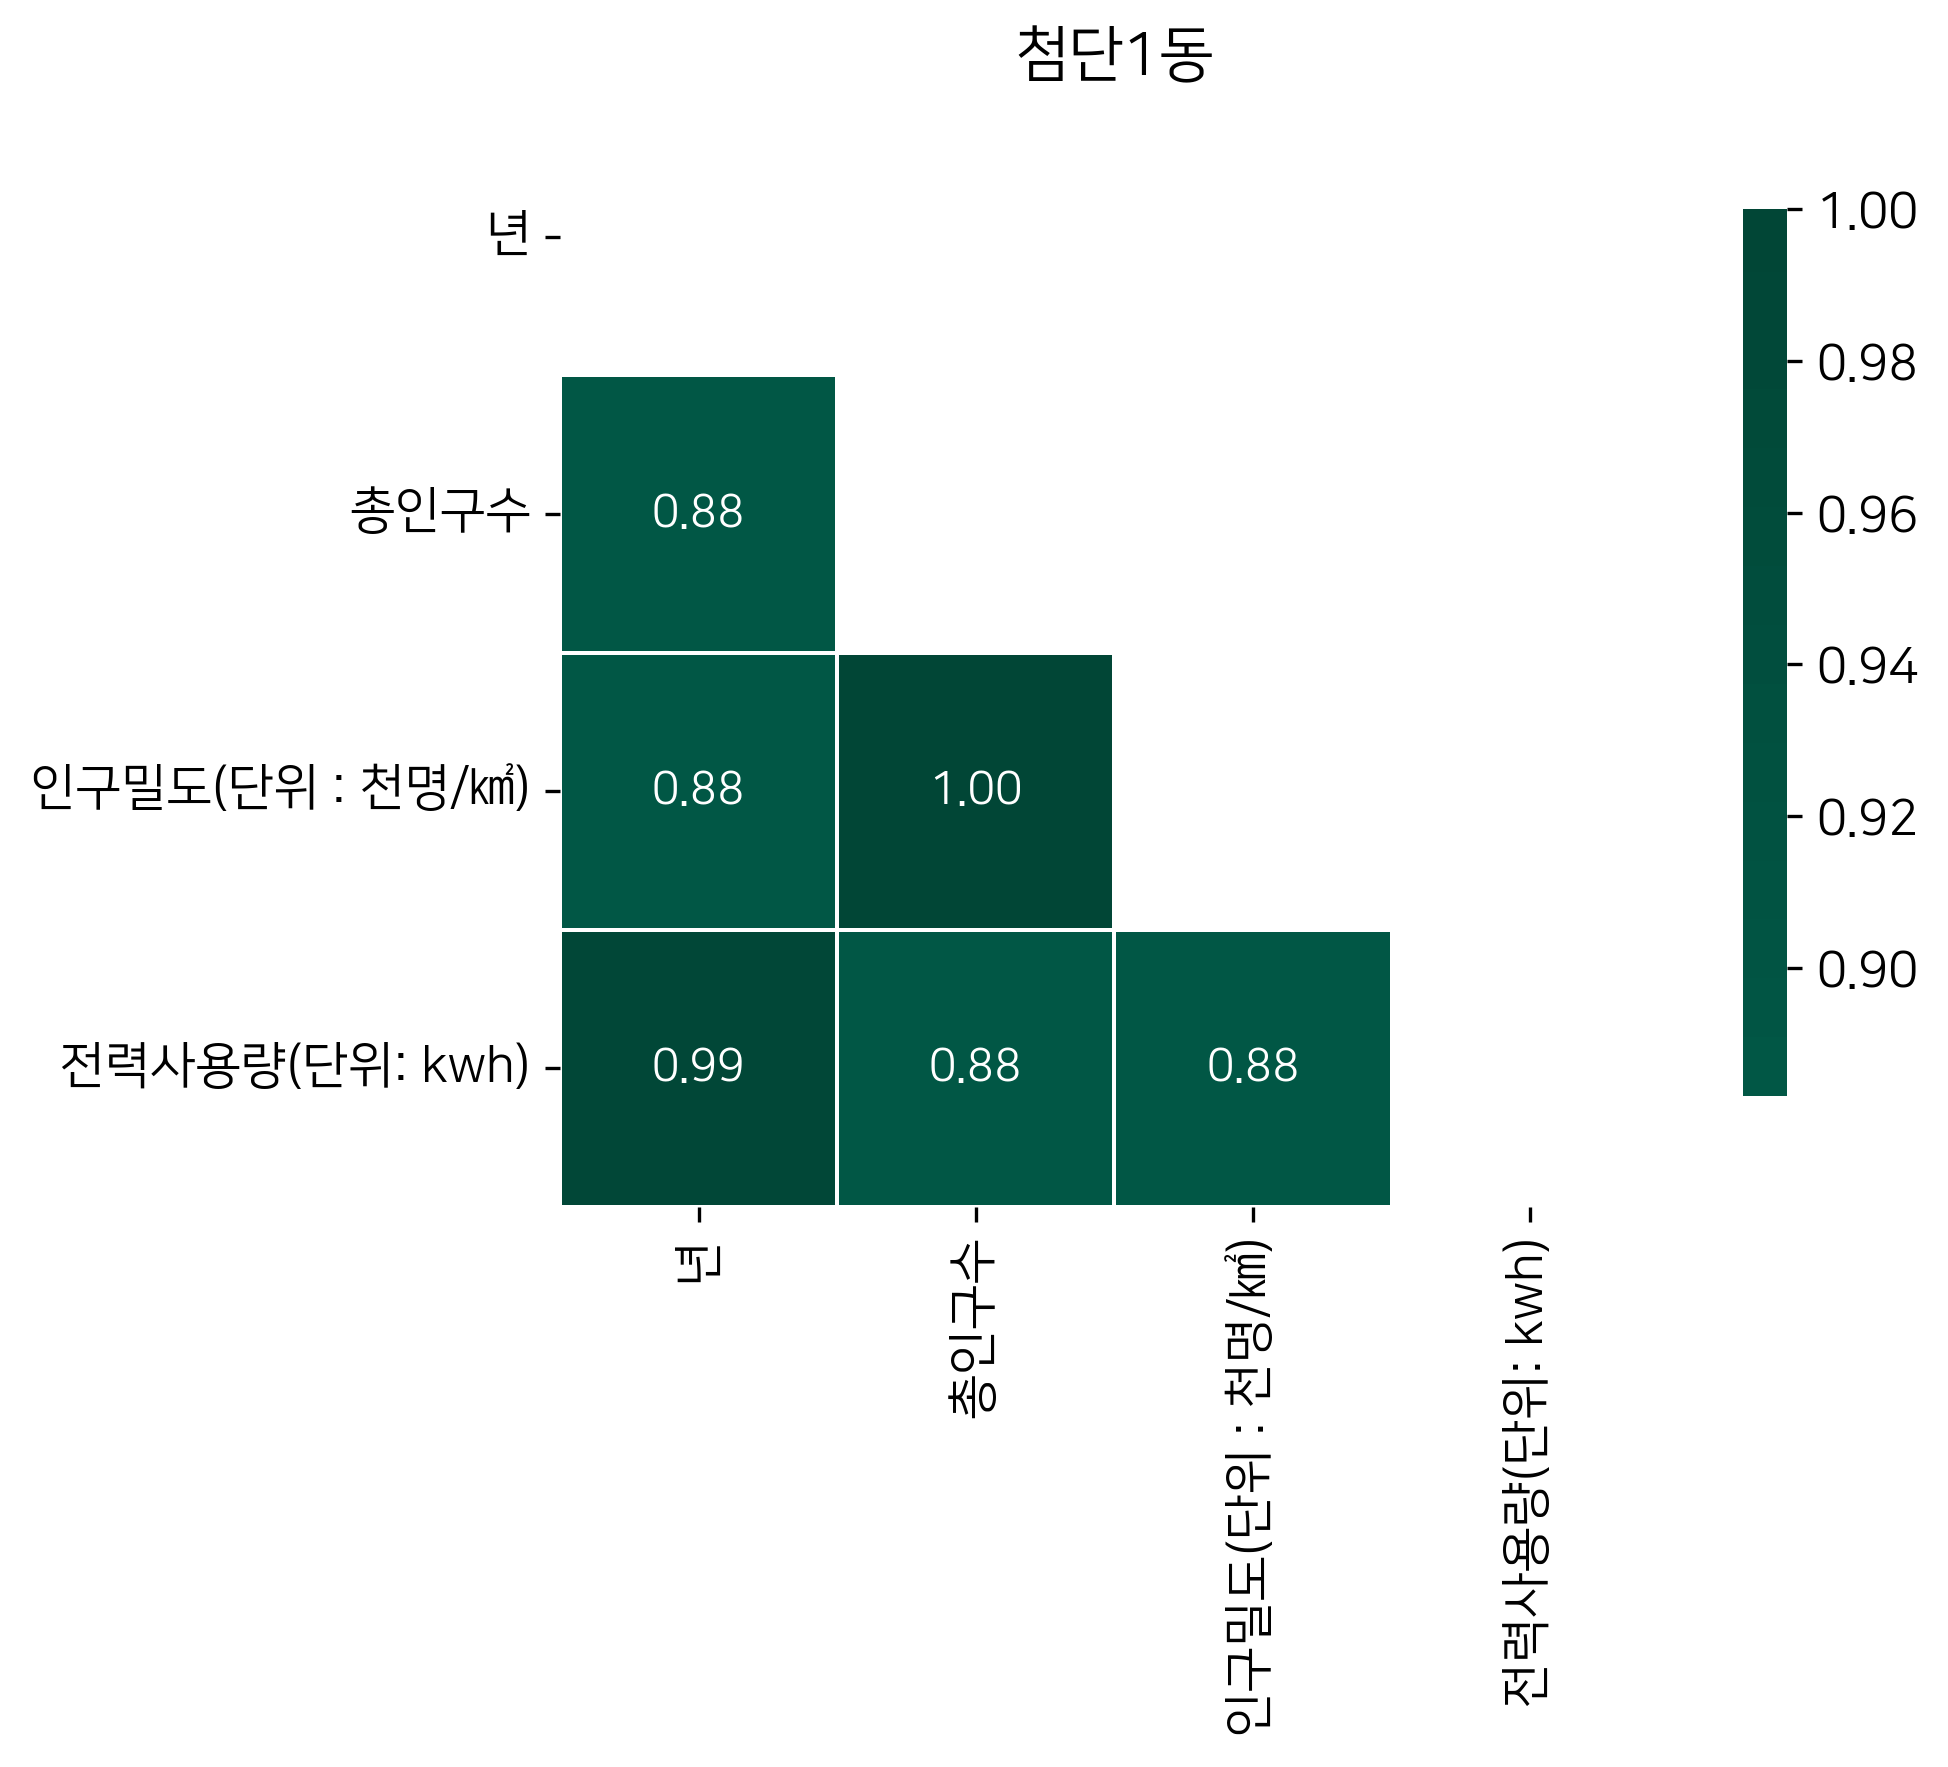 첨단1동
년
총인구수
0.88
인구밀도(단위 : 천명/㎢)
0.88 1.00
전력사용량(단위: kwh)
0.99 0.88 0.88
년
총인구수
인구밀도(단위 : 천명/㎢)
전력사용량(단위: kwh)
1.00
0.98
0.96
0.94
0.92
0.90